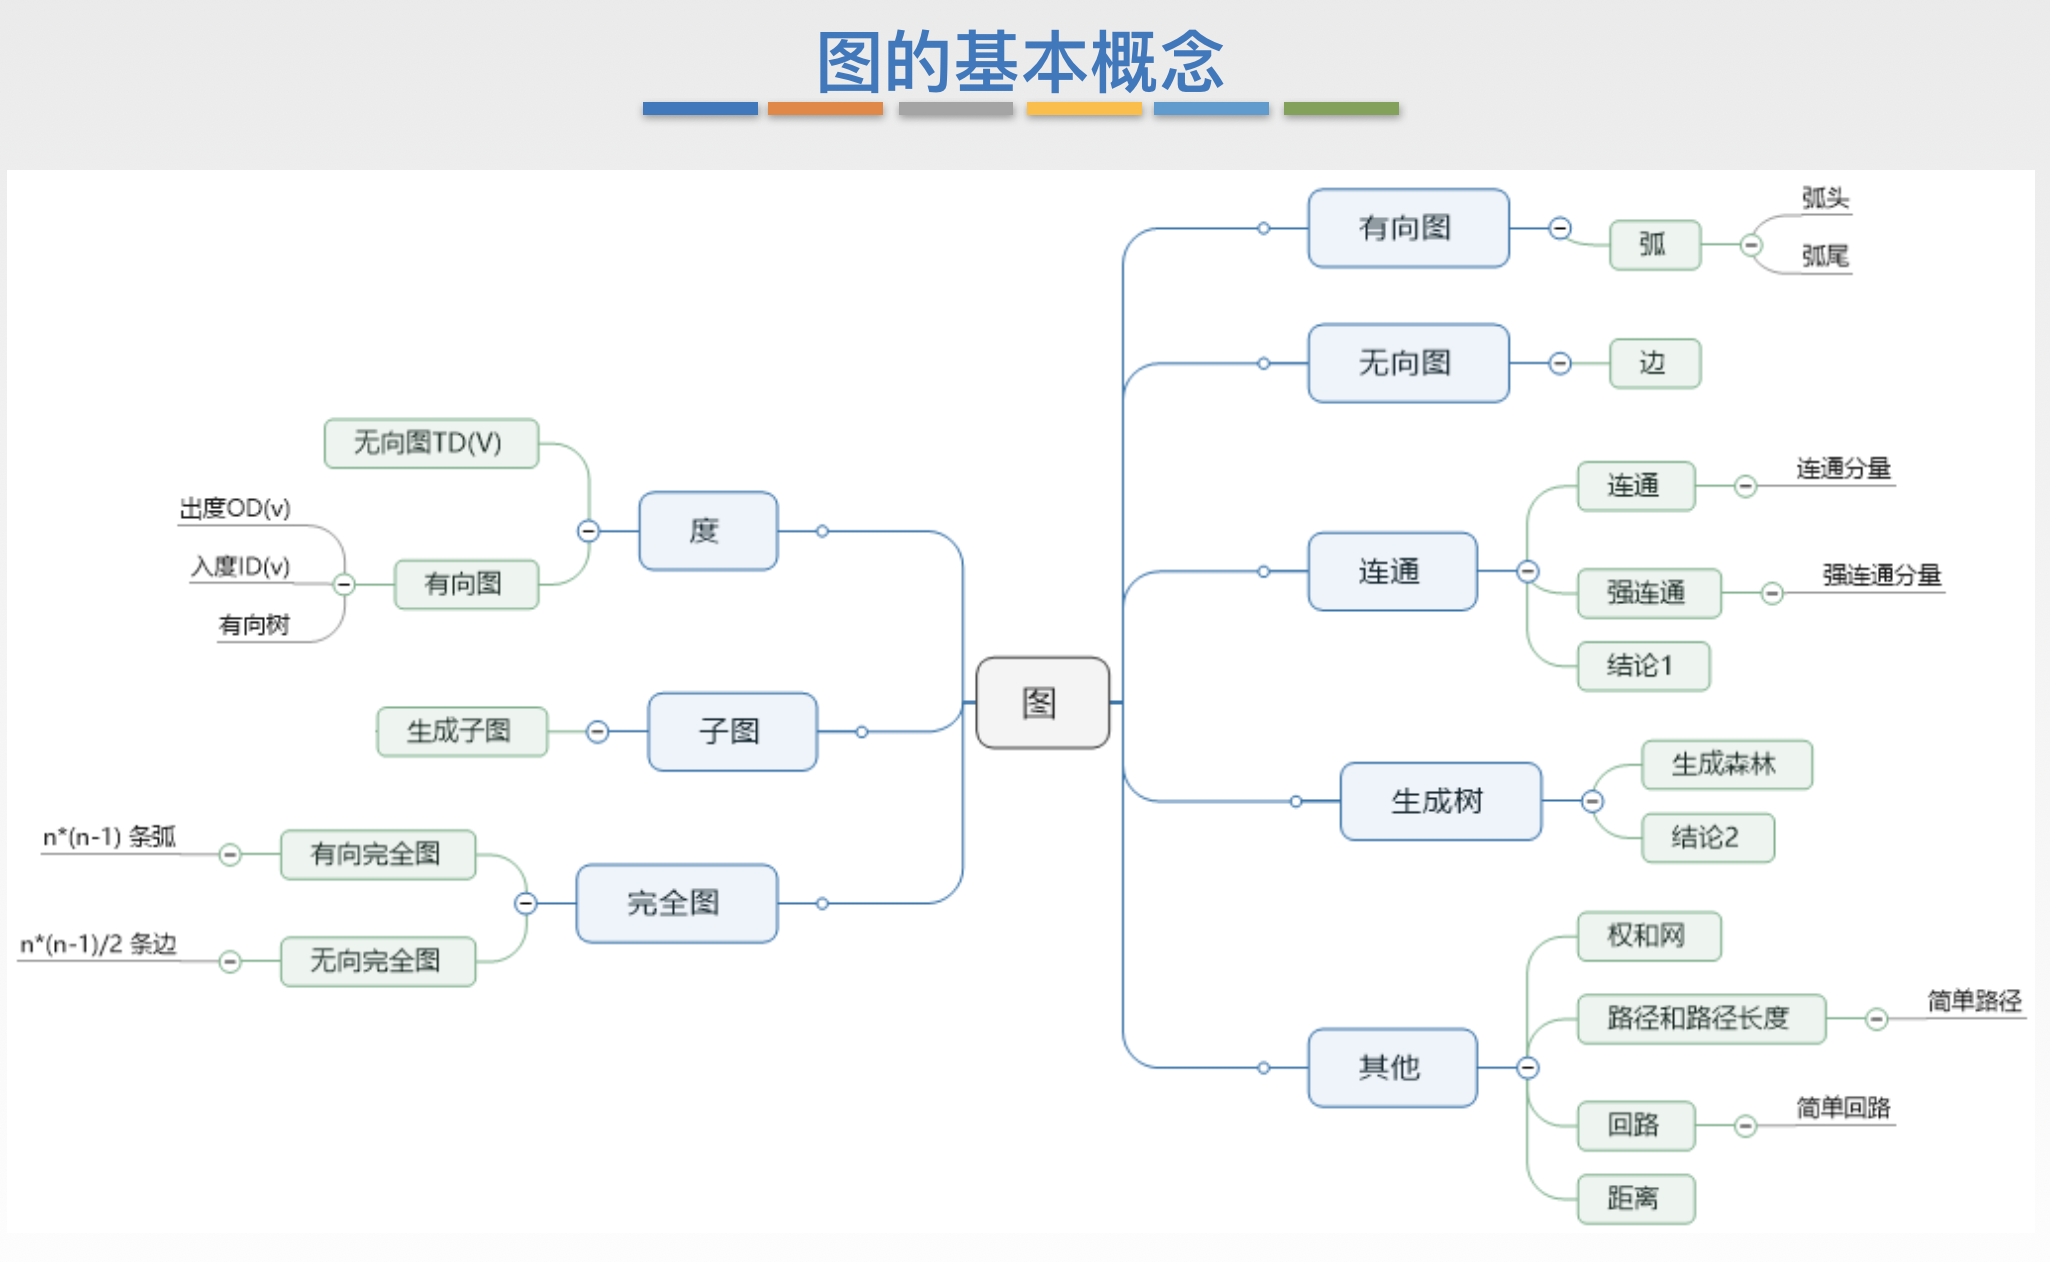 图的基本概念
图
有向图
弧
弧头
弧尾
无向图
边
连通
连通
连通分量
强连通
强连通分量
结论1
生成树
生成森林
结论2
其他
权和网
路径和路径长度
简单路径
回路
简单回路
距离
度
无向图TD(V)
有向图
出度OD(v)
入度ID(v)
有向树
子图
生成子图
完全图
有向完全图
n*(n-1) 条弧
无向完全图
n*(n-1)/2 条边